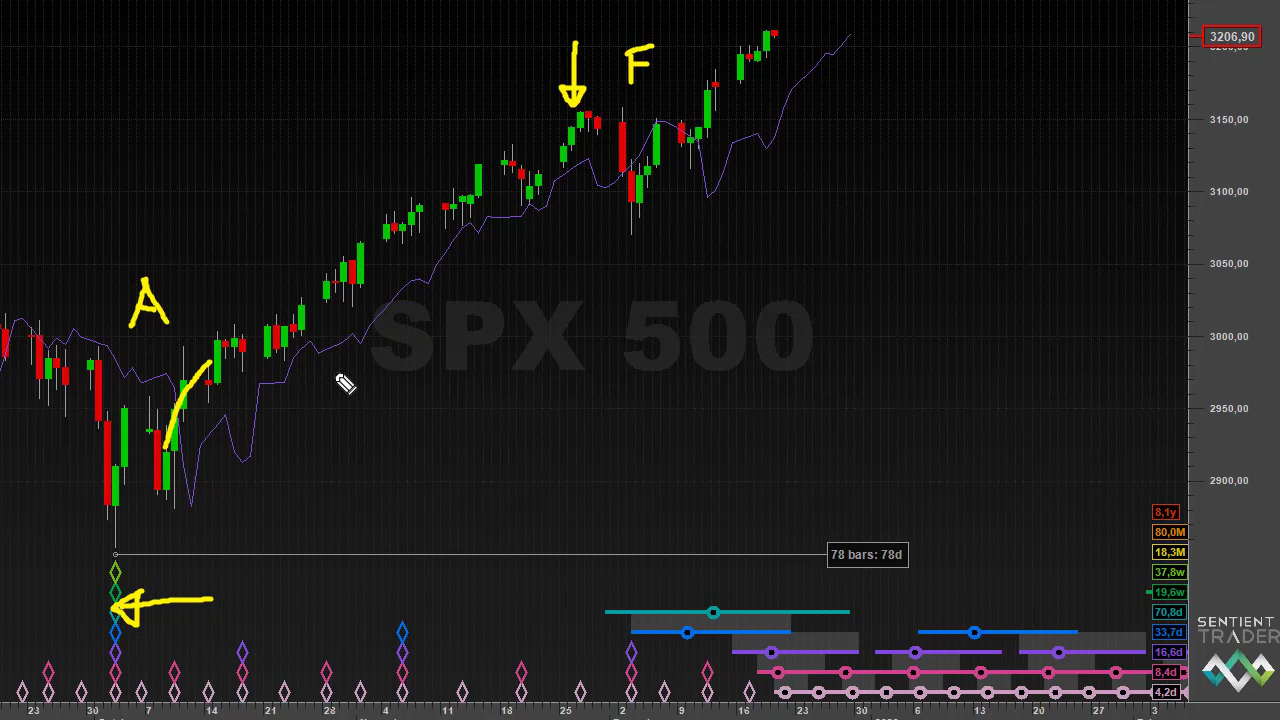 3206,90
F
3150,00
3100,00
3050,00
A
SPX 500
3000,00
2950,00
2900,00
8,1y
80,0M
18,3M
78 bars: 78d
37,8w
19,6w
70,8d
33,7d
16,6d
8,4d
4,2d
SENTIENT
TRADER
23 30 7 14 21 28 4 11 18 25 2 9 16 23 30 6 13 20 27 3